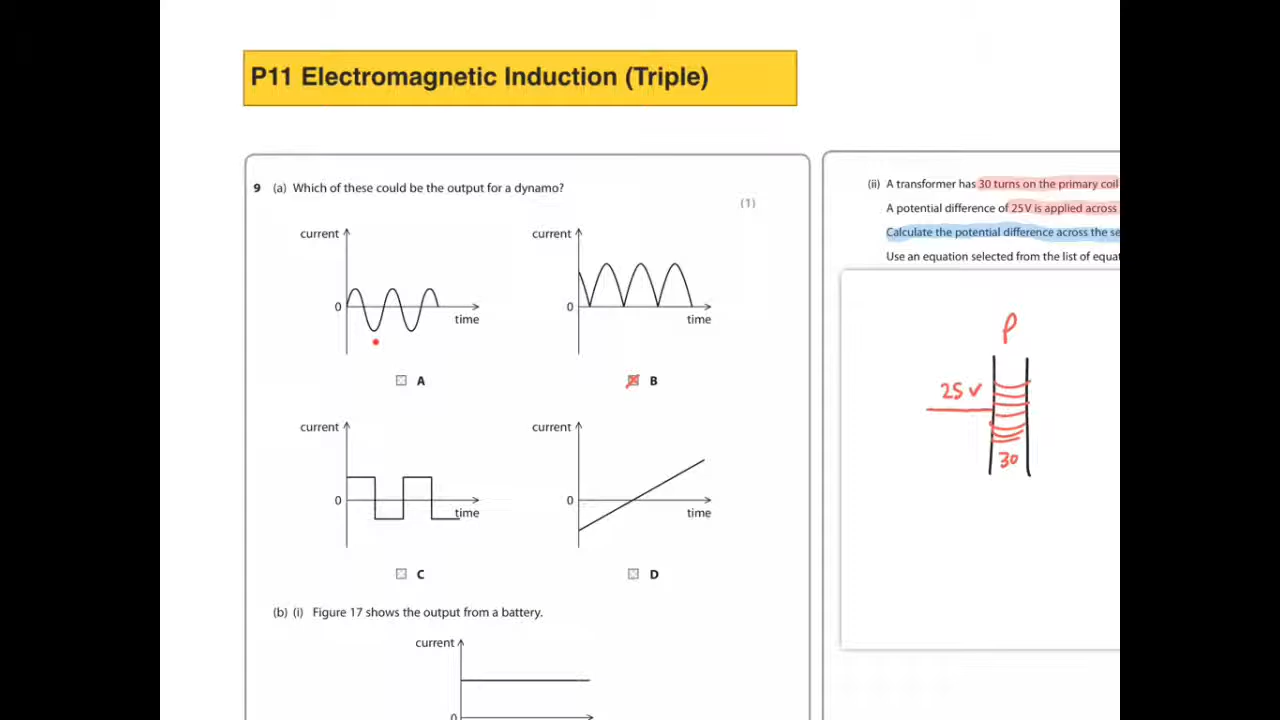 P11 Electromagnetic Induction (Triple)
9 (a) Which of these could be the output for a dynamo?
(1)
current
0
time
A
current
0
time
B
current
0
time
C
current
0
time
D
(b) (i) Figure 17 shows the output from a battery.
current
0
(ii) A transformer has 30 turns on the primary coil
A potential difference of 25V is applied across
Calculate the potential difference across the se
Use an equation selected from the list of equat
P
25 V
30